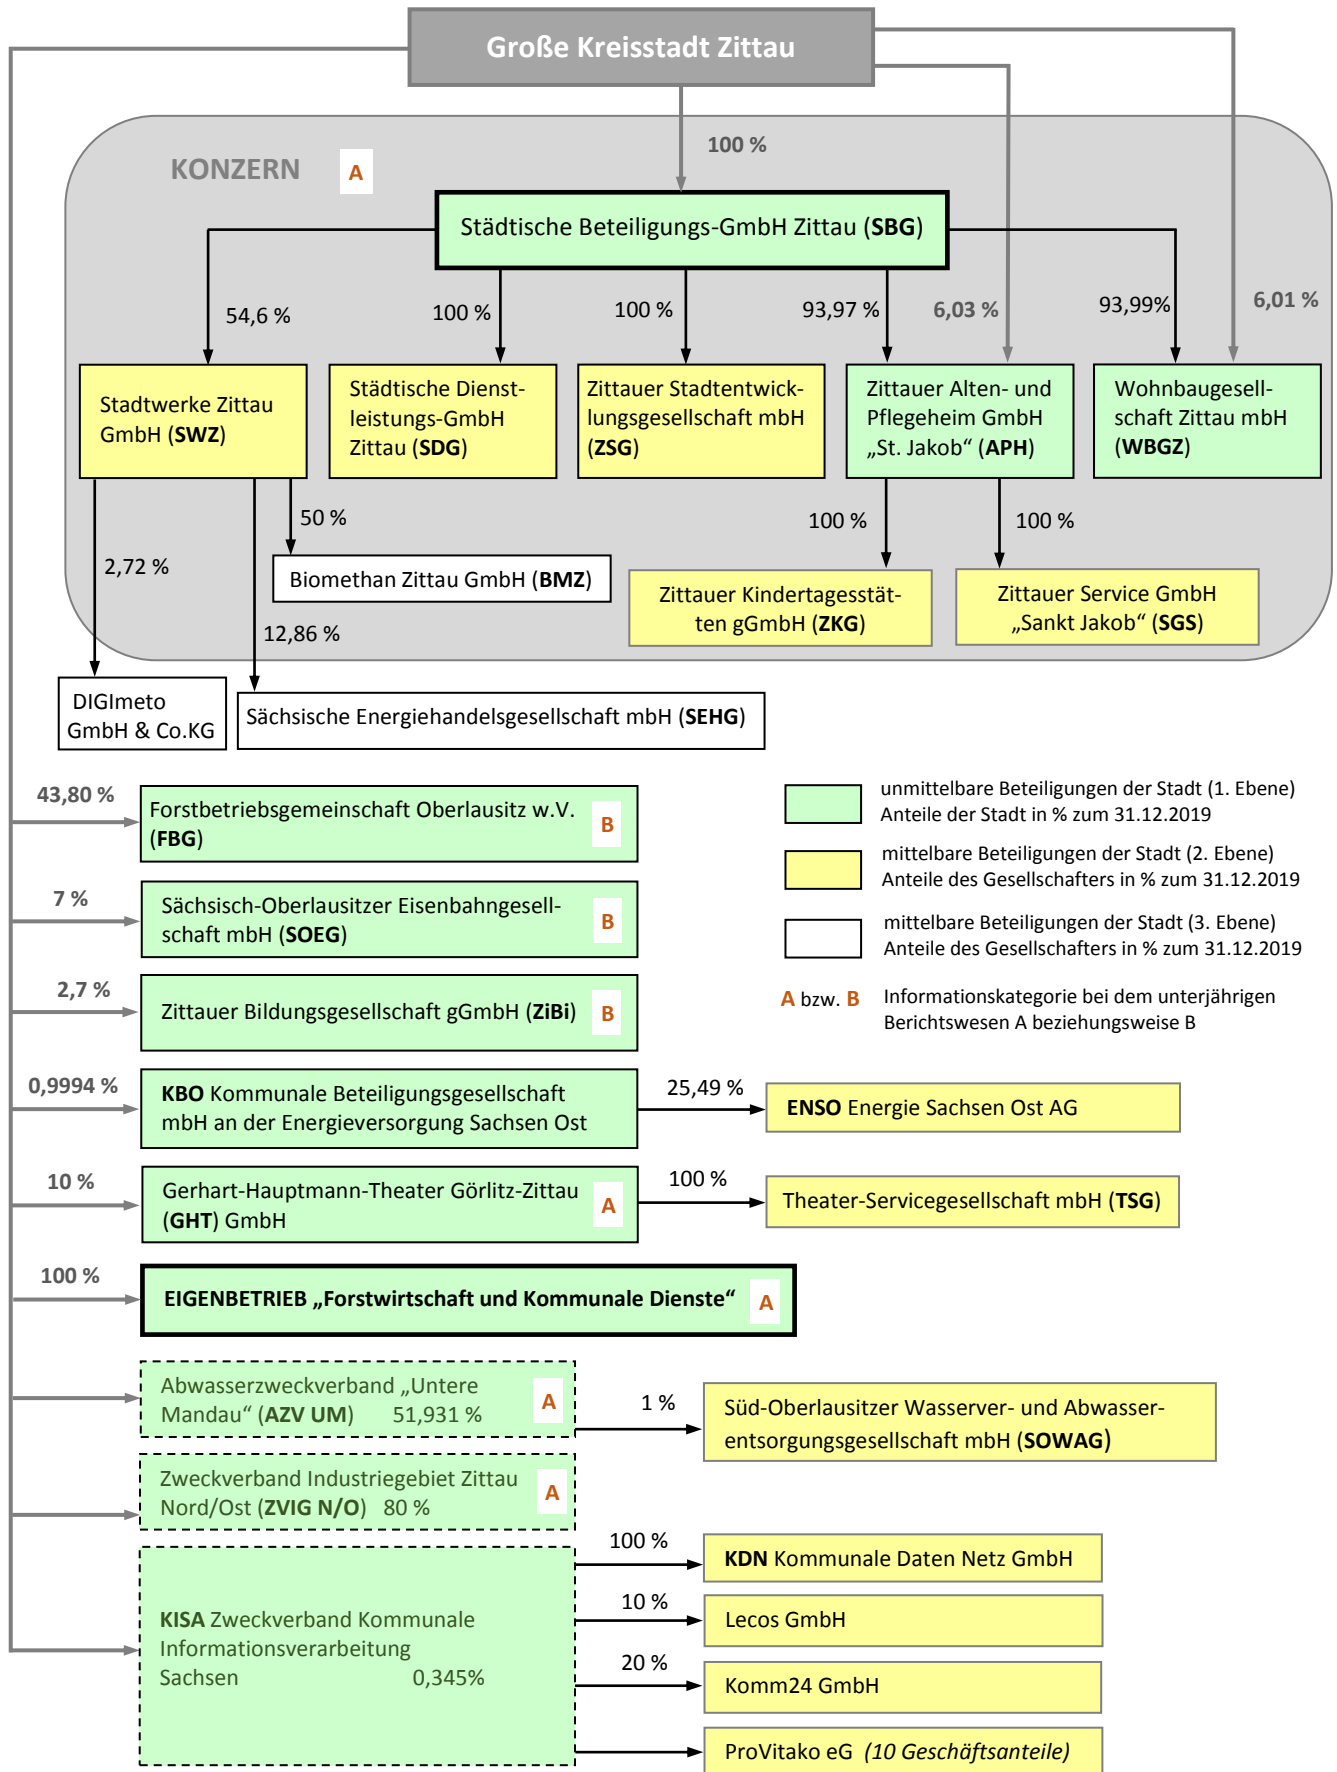 Große Kreisstadt Zittau
100 %
KONZERN A
Städtische Beteiligungs-GmbH Zittau (SBG)
54,6 %
100 %
100 %
93,97 %
6,03 %
93,99%
6,01 %
Stadtwerke Zittau
GmbH (SWZ)
Städtische Dienst-
leistungs-GmbH
Zittau (SDG)
Zittauer Stadtentwick-
lungsgesellschaft mbH
(ZSG)
Zittauer Alten- und
Pflegeheim GmbH
„St. Jakob“ (APH)
Wohnbaugesell-
schaft Zittau mbH
(WBGZ)
2,72 %
12,86 %
50 %
100 %
100 %
Biomethan Zittau GmbH (BMZ)
Zittauer Kindertagesstät-
ten gGmbH (ZKG)
Zittauer Service GmbH
„Sankt Jakob“ (SGS)
DIGImeto
GmbH & Co.KG
Sächsische Energiehandelsgesellschaft mbH (SEHG)
43,80 %
Forstbetriebsgemeinschaft Oberlausitz w.V.
(FBG)
B
7 %
Sächsisch-Oberlausitzer Eisenbahngesell-
schaft mbH (SOEG)
B
2,7 %
Zittauer Bildungsgesellschaft gGmbH (ZiBi)
B
unmittelbare Beteiligungen der Stadt (1. Ebene)
Anteile der Stadt in % zum 31.12.2019
mittelbare Beteiligungen der Stadt (2. Ebene)
Anteile des Gesellschafters in % zum 31.12.2019
mittelbare Beteiligungen der Stadt (3. Ebene)
Anteile des Gesellschafters in % zum 31.12.2019
A bzw. B Informationskategorie bei dem unterjährigen
Berichtswesen A beziehungsweise B
0,9994 %
KBO Kommunale Beteiligungsgesellschaft
mbH an der Energieversorgung Sachsen Ost
25,49 %
ENSO Energie Sachsen Ost AG
10 %
Gerhart-Hauptmann-Theater Görlitz-Zittau
(GHT) GmbH
A
100 %
Theater-Servicegesellschaft mbH (TSG)
100 %
EIGENBETRIEB „Forstwirtschaft und Kommunale Dienste“ A
Abwasserzweckverband „Untere
Mandau“ (AZV UM) 51,931 %
A
1 %
Süd-Oberlausitzer Wasserver- und Abwasser-
entsorgungsgesellschaft mbH (SOWAG)
Zweckverband Industriegebiet Zittau
Nord/Ost (ZVIG N/O) 80 %
A
KISA Zweckverband Kommunale
Informationsverarbeitung
Sachsen 0,345%
100 %
KDN Kommunale Daten Netz GmbH
10 %
Lecos GmbH
20 %
Komm24 GmbH
ProVitako eG (10 Geschäftsanteile)